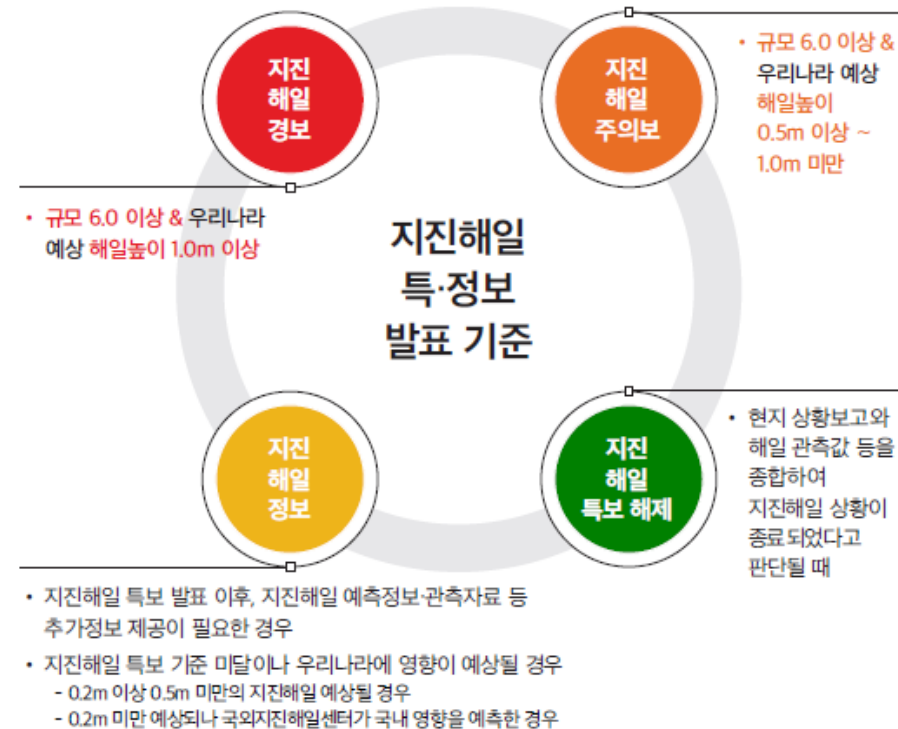 지진
해일
경보
지진
해일
주의보
• 규모 6.0 이상 &
우리나라 예상
해일높이
0.5m 이상 ~
1.0m 미만
• 규모 6.0 이상 & 우리나라
예상 해일높이 1.0m 이상
지진해일
특·정보
발표 기준
지진
해일
정보
지진
해일
특보 해제
• 현지 상황보고와
해일 관측값 등을
종합하여
지진해일 상황이
종료되었다고
판단될 때
• 지진해일 특보 발표 이후, 지진해일 예측정보·관측자료 등
추가정보 제공이 필요한 경우
• 지진해일 특보 기준 미달이나 우리나라에 영향이 예상될 경우
- 0.2m 이상 0.5m 미만의 지진해일 예상될 경우
- 0.2m 미만 예상되나 국외지진해일센터가 국내 영향을 예측한 경우